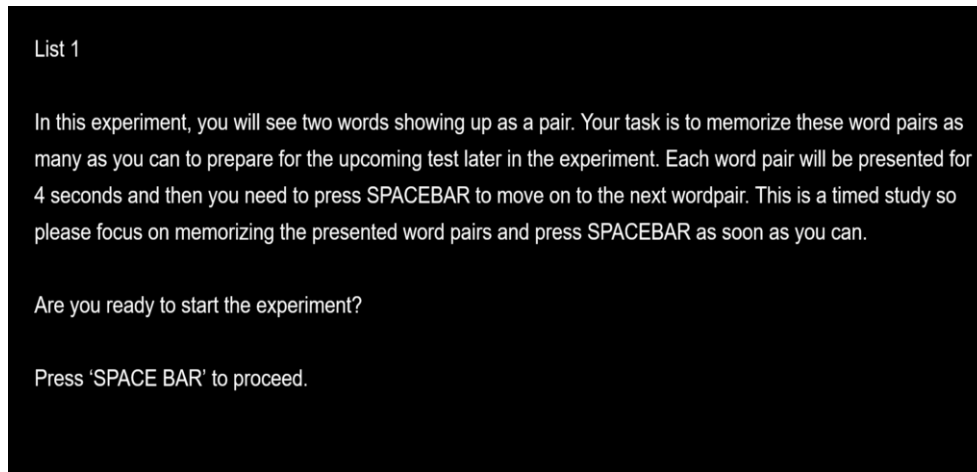 List 1
In this experiment, you will see two words showing up as a pair. Your task is to memorize these word pairs as
many as you can to prepare for the upcoming test later in the experiment. Each word pair will be presented for
4 seconds and then you need to press SPACEBAR to move on to the next wordpair. This is a timed study so
please focus on memorizing the presented word pairs and press SPACEBAR as soon as you can.
Are you ready to start the experiment?
Press ‘SPACE BAR’ to proceed.